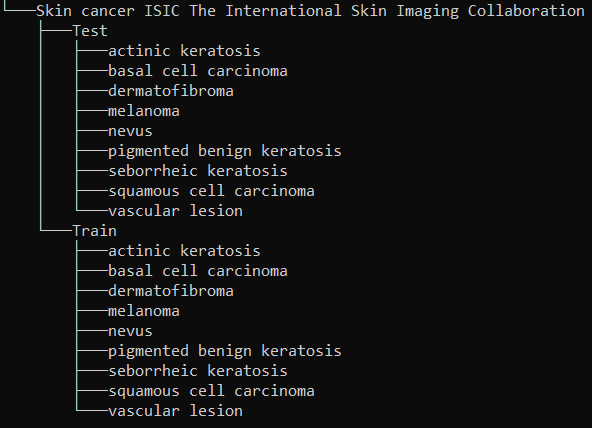 Skin cancer ISIC The International Skin Imaging Collaboration
Test
actinic keratosis
basal cell carcinoma
dermatofibroma
melanoma
nevus
pigmented benign keratosis
seborrheic keratosis
squamous cell carcinoma
vascular lesion
Train
actinic keratosis
basal cell carcinoma
dermatofibroma
melanoma
nevus
pigmented benign keratosis
seborrheic keratosis
squamous cell carcinoma
vascular lesion